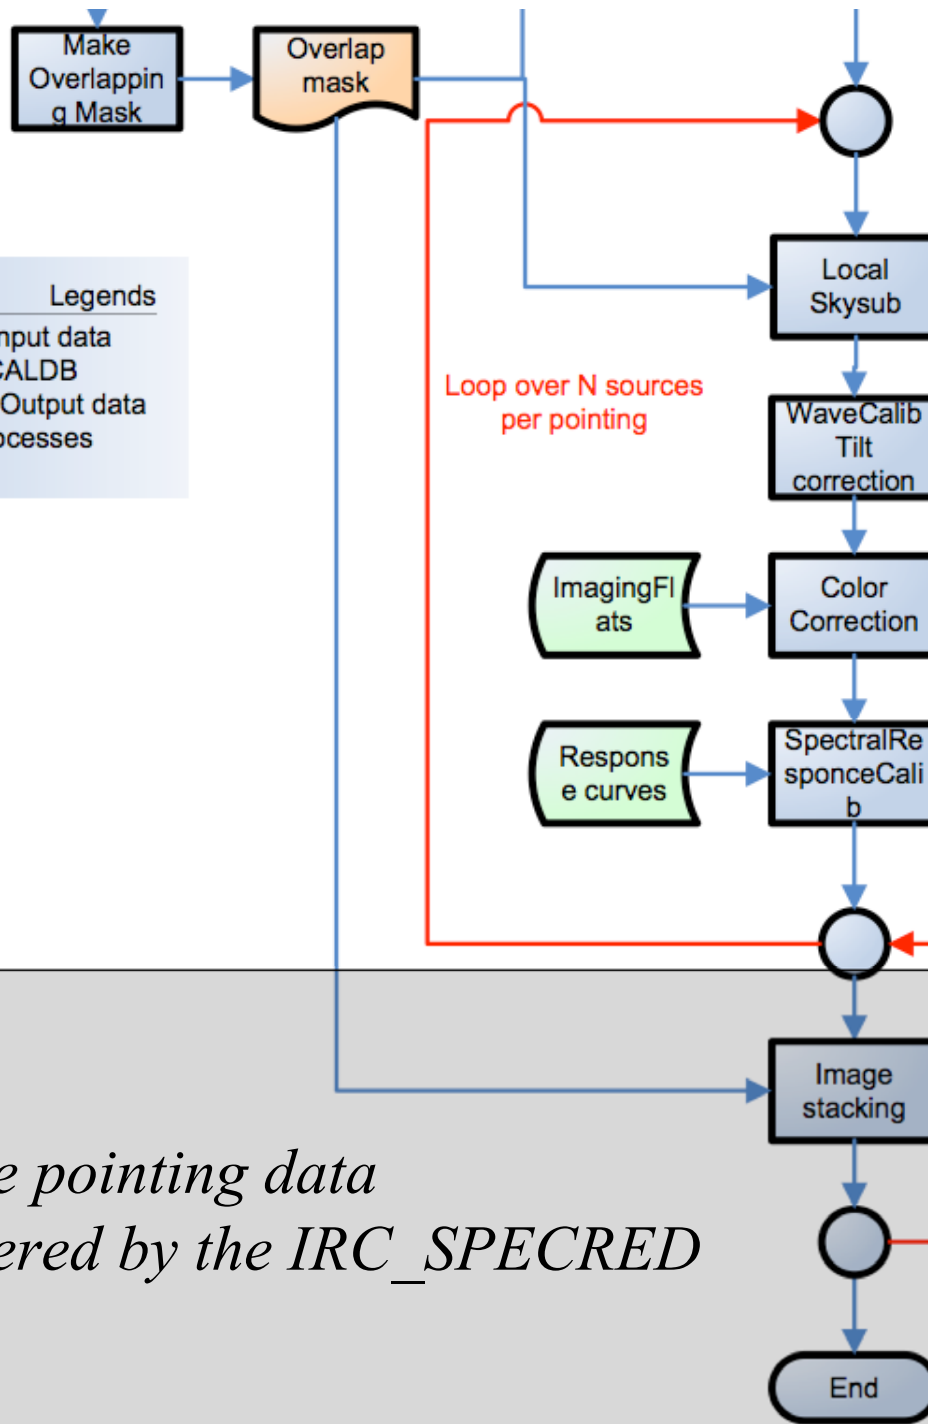 Make
Overlappin
g Mask
Overlap
mask
Legends
nput data
CALDB
Output data
ocesses
Local
Skysub
Loop over N sources
per pointing
WaveCalib
Tilt
correction
ImagingFl
ats
Color
Correction
Respons
e curves
SpectralRe
sponceCali
b
Image
stacking
e pointing data
ered by the IRC_SPECRED
End